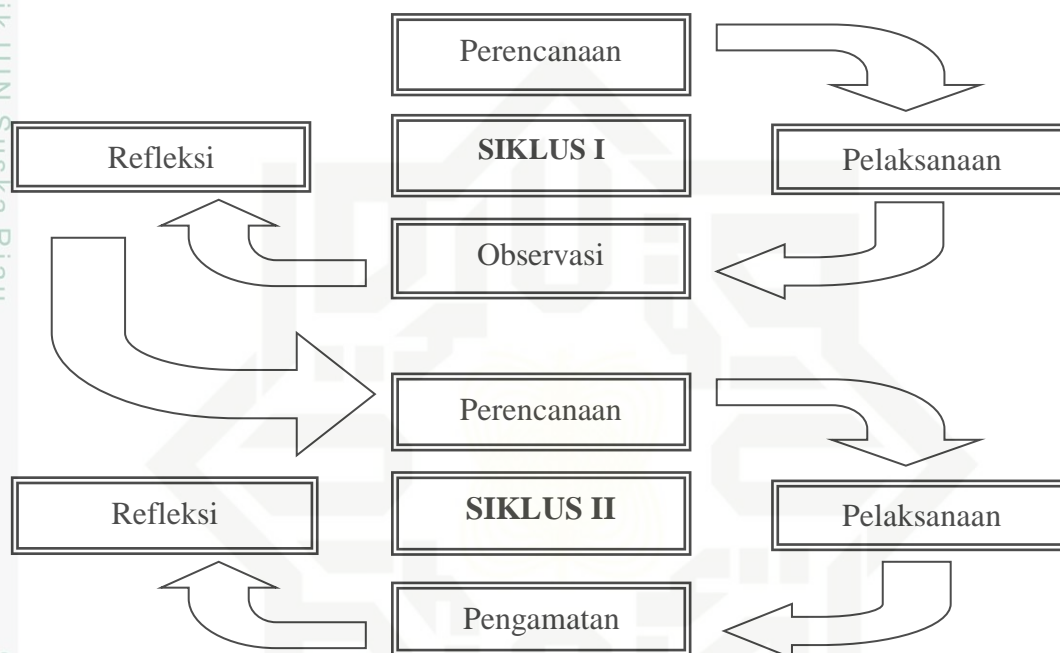 Perencanaan
Refleksi
SIKLUS I
Pelaksanaan
Observasi
Perencanaan
Refleksi
SIKLUS II
Pelaksanaan
Pengamatan